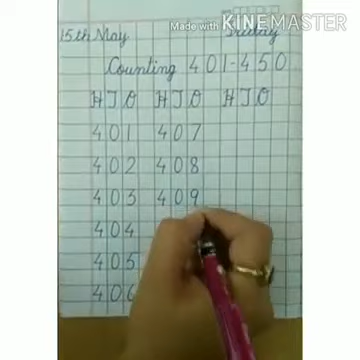 Made with KINEMASTER
15th May Friday
Counting 401-450
H T O H T O H T O
401 407
402 408
403 409
404
405
406